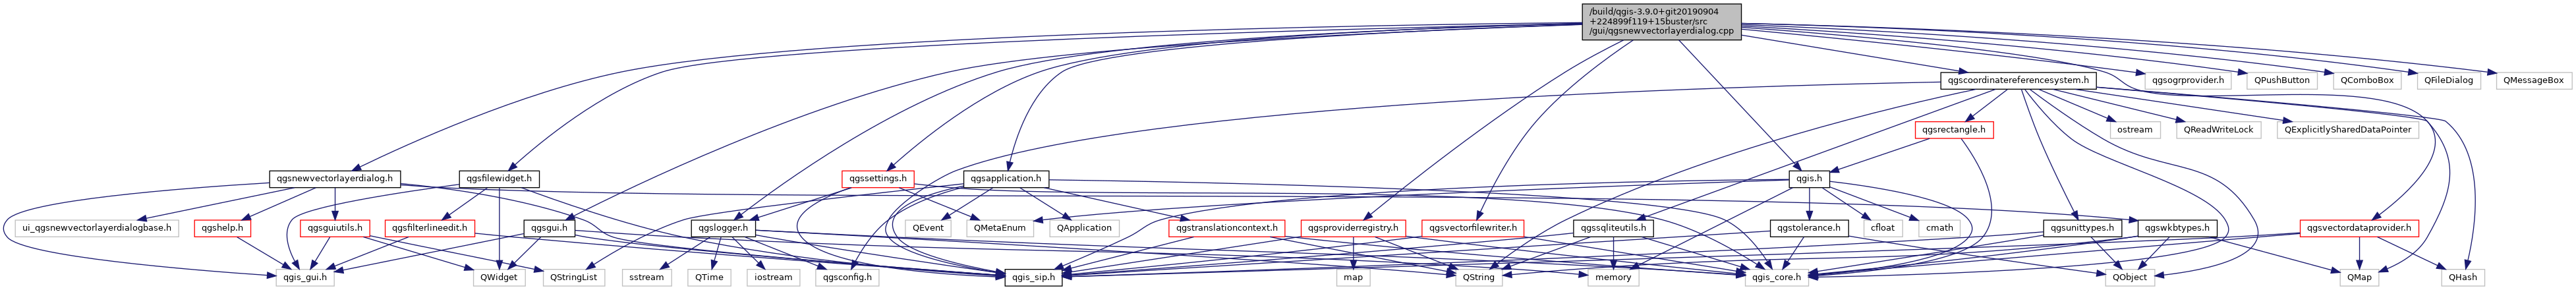 /build/qgis-3.9.0+git20190904
+224899f119+15buster/src
/gui/qgsnewvectorlayerdialog.cpp
qgscoordinatereferencesystem.h
qgsogrprovider.h
QPushButton
QComboBox
QFileDialog
QMessageBox
qgsrectangle.h
ostream
QReadWriteLock
QExplicitlySharedDataPointer
qgsnewvectorlayerdialog.h
qgsfilewidget.h
qgssettings.h
qgsapplication.h
qgis.h
ui_qgsnewvectorlayerdialogbase.h
qgshelp.h
qgsguiutils.h
qgsfilterlineedit.h
qgsgui.h
qgslogger.h
QEvent
QMetaEnum
QApplication
qgstranslationcontext.h
qgsproviderregistry.h
qgsvectorfilewriter.h
qgssqliteutils.h
qgstolerance.h
cfloat
cmath
qgsunittypes.h
qgswkbtypes.h
qgsvectordataprovider.h
qgis_gui.h
QWidget
QStringList
sstream
QTime
iostream
qgsconfig.h
qgis_sip.h
map
QString
memory
qgis_core.h
QObject
QMap
QHash